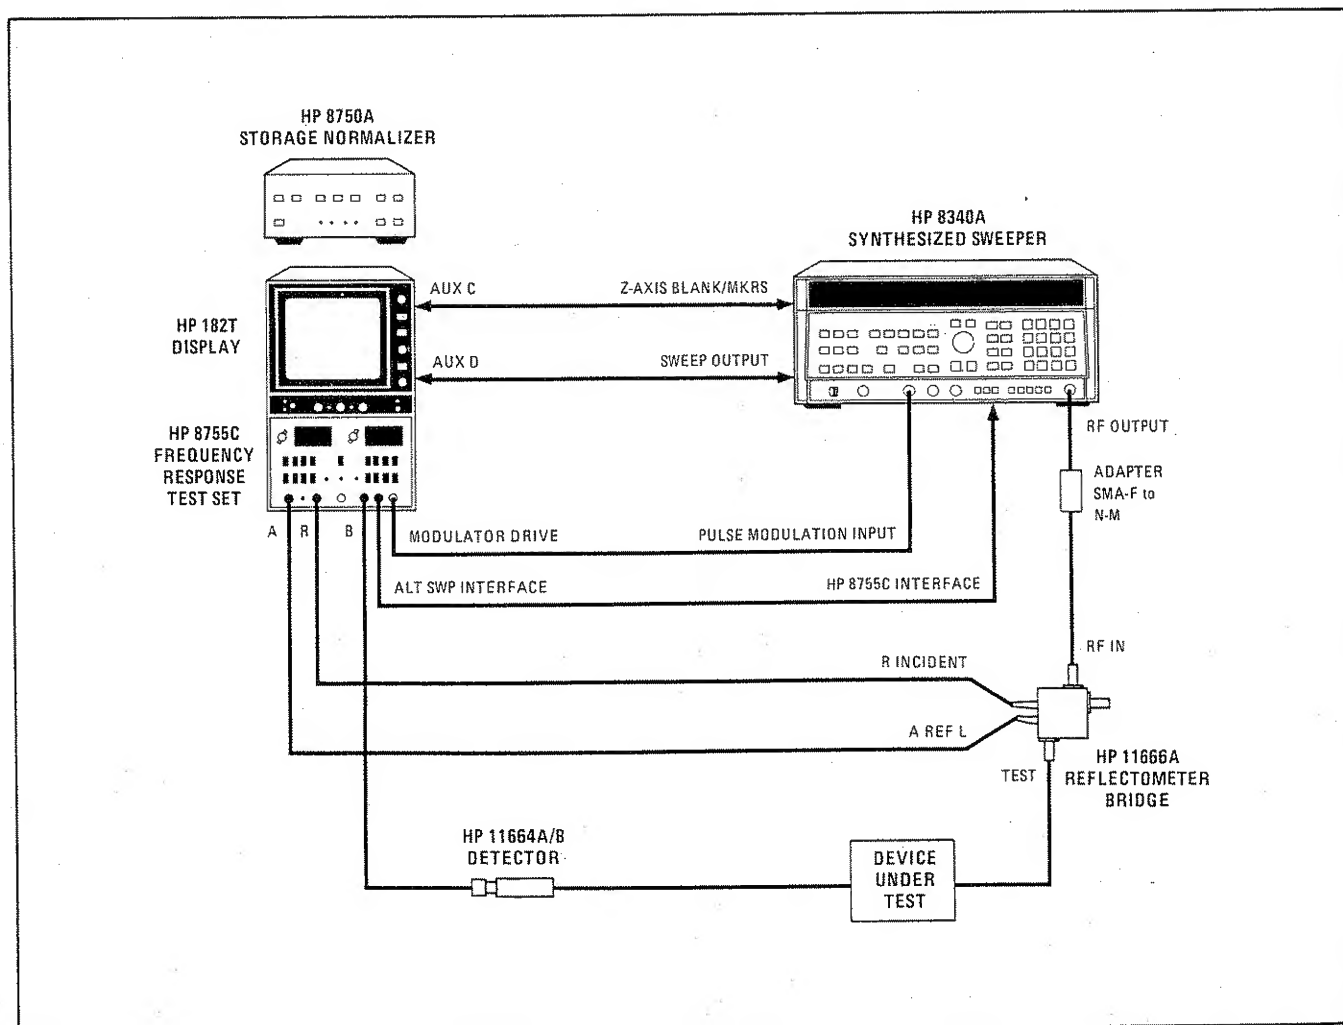 HP 8750A
STORAGE NORMALIZER
HP 8340A
SYNTHESIZED SWEEPER
AUX C
Z-AXIS BLANK/MKRS
HP 182T
DISPLAY
AUX D
SWEEP OUTPUT
HP 8755C
FREQUENCY
RESPONSE
TEST SET
RF OUTPUT
ADAPTER
SMA-F to
N-M
A
R
B
MODULATOR DRIVE
PULSE MODULATION INPUT
ALT SWP INTERFACE
HP 8755C INTERFACE
R INCIDENT
RF IN
A REF L
TEST
HP 11666A
REFLECTOMETER
BRIDGE
HP 11664A/B
DETECTOR
DEVICE
UNDER
TEST